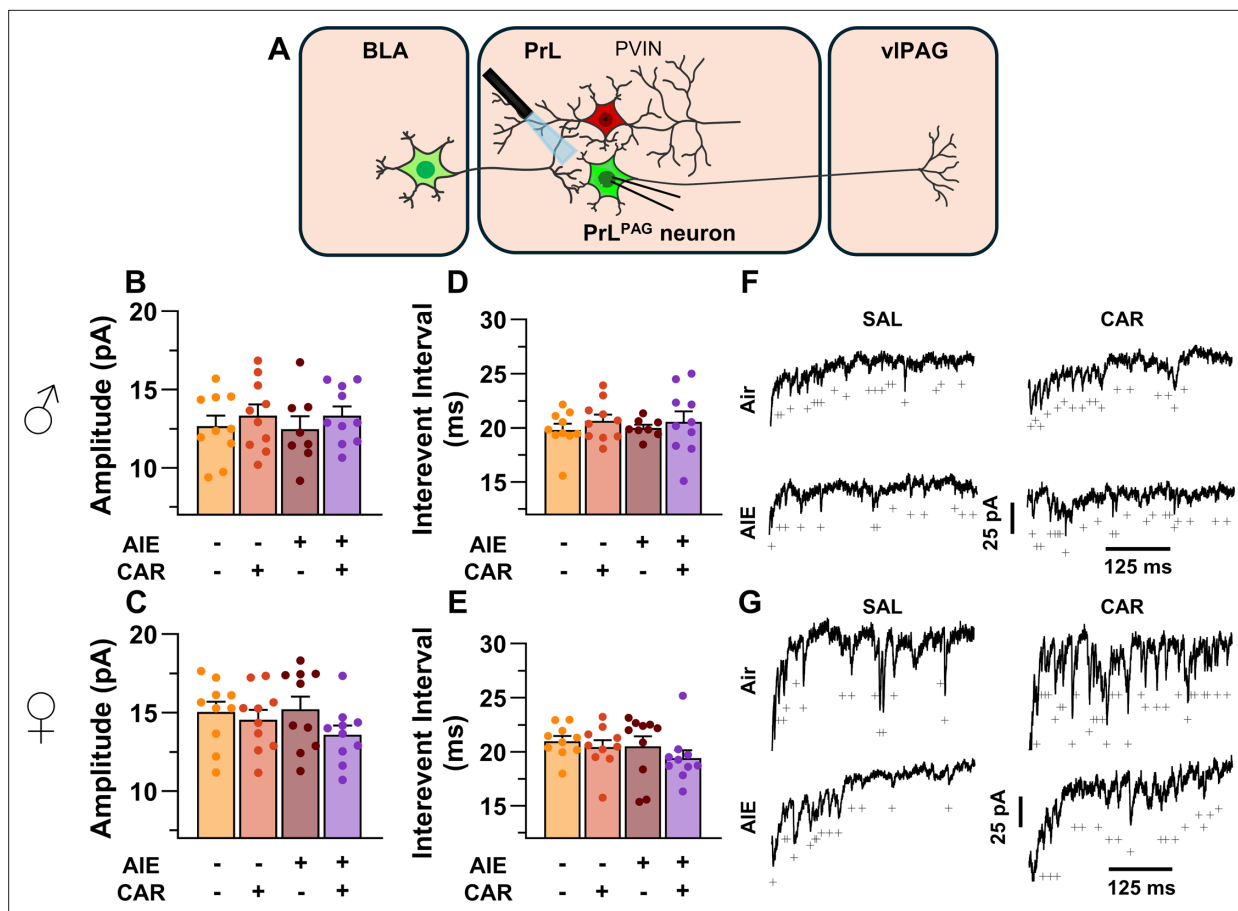 A
BLA
PrL
PVIN
vlPAG
PrLPAG neuron
B
Amplitude (pA)
20
15
10
AIE - - + +
CAR - + - +
D
Interevent Interval
(ms)
30
25
20
15
AIE - - + +
CAR - + - +
F
SAL
CAR
Air
AIE
25 pA
125 ms
♂
C
Amplitude (pA)
20
15
10
AIE - - + +
CAR - + - +
E
Interevent Interval
(ms)
30
25
20
15
AIE - - + +
CAR - + - +
G
SAL
CAR
Air
AIE
25 pA
125 ms
♀